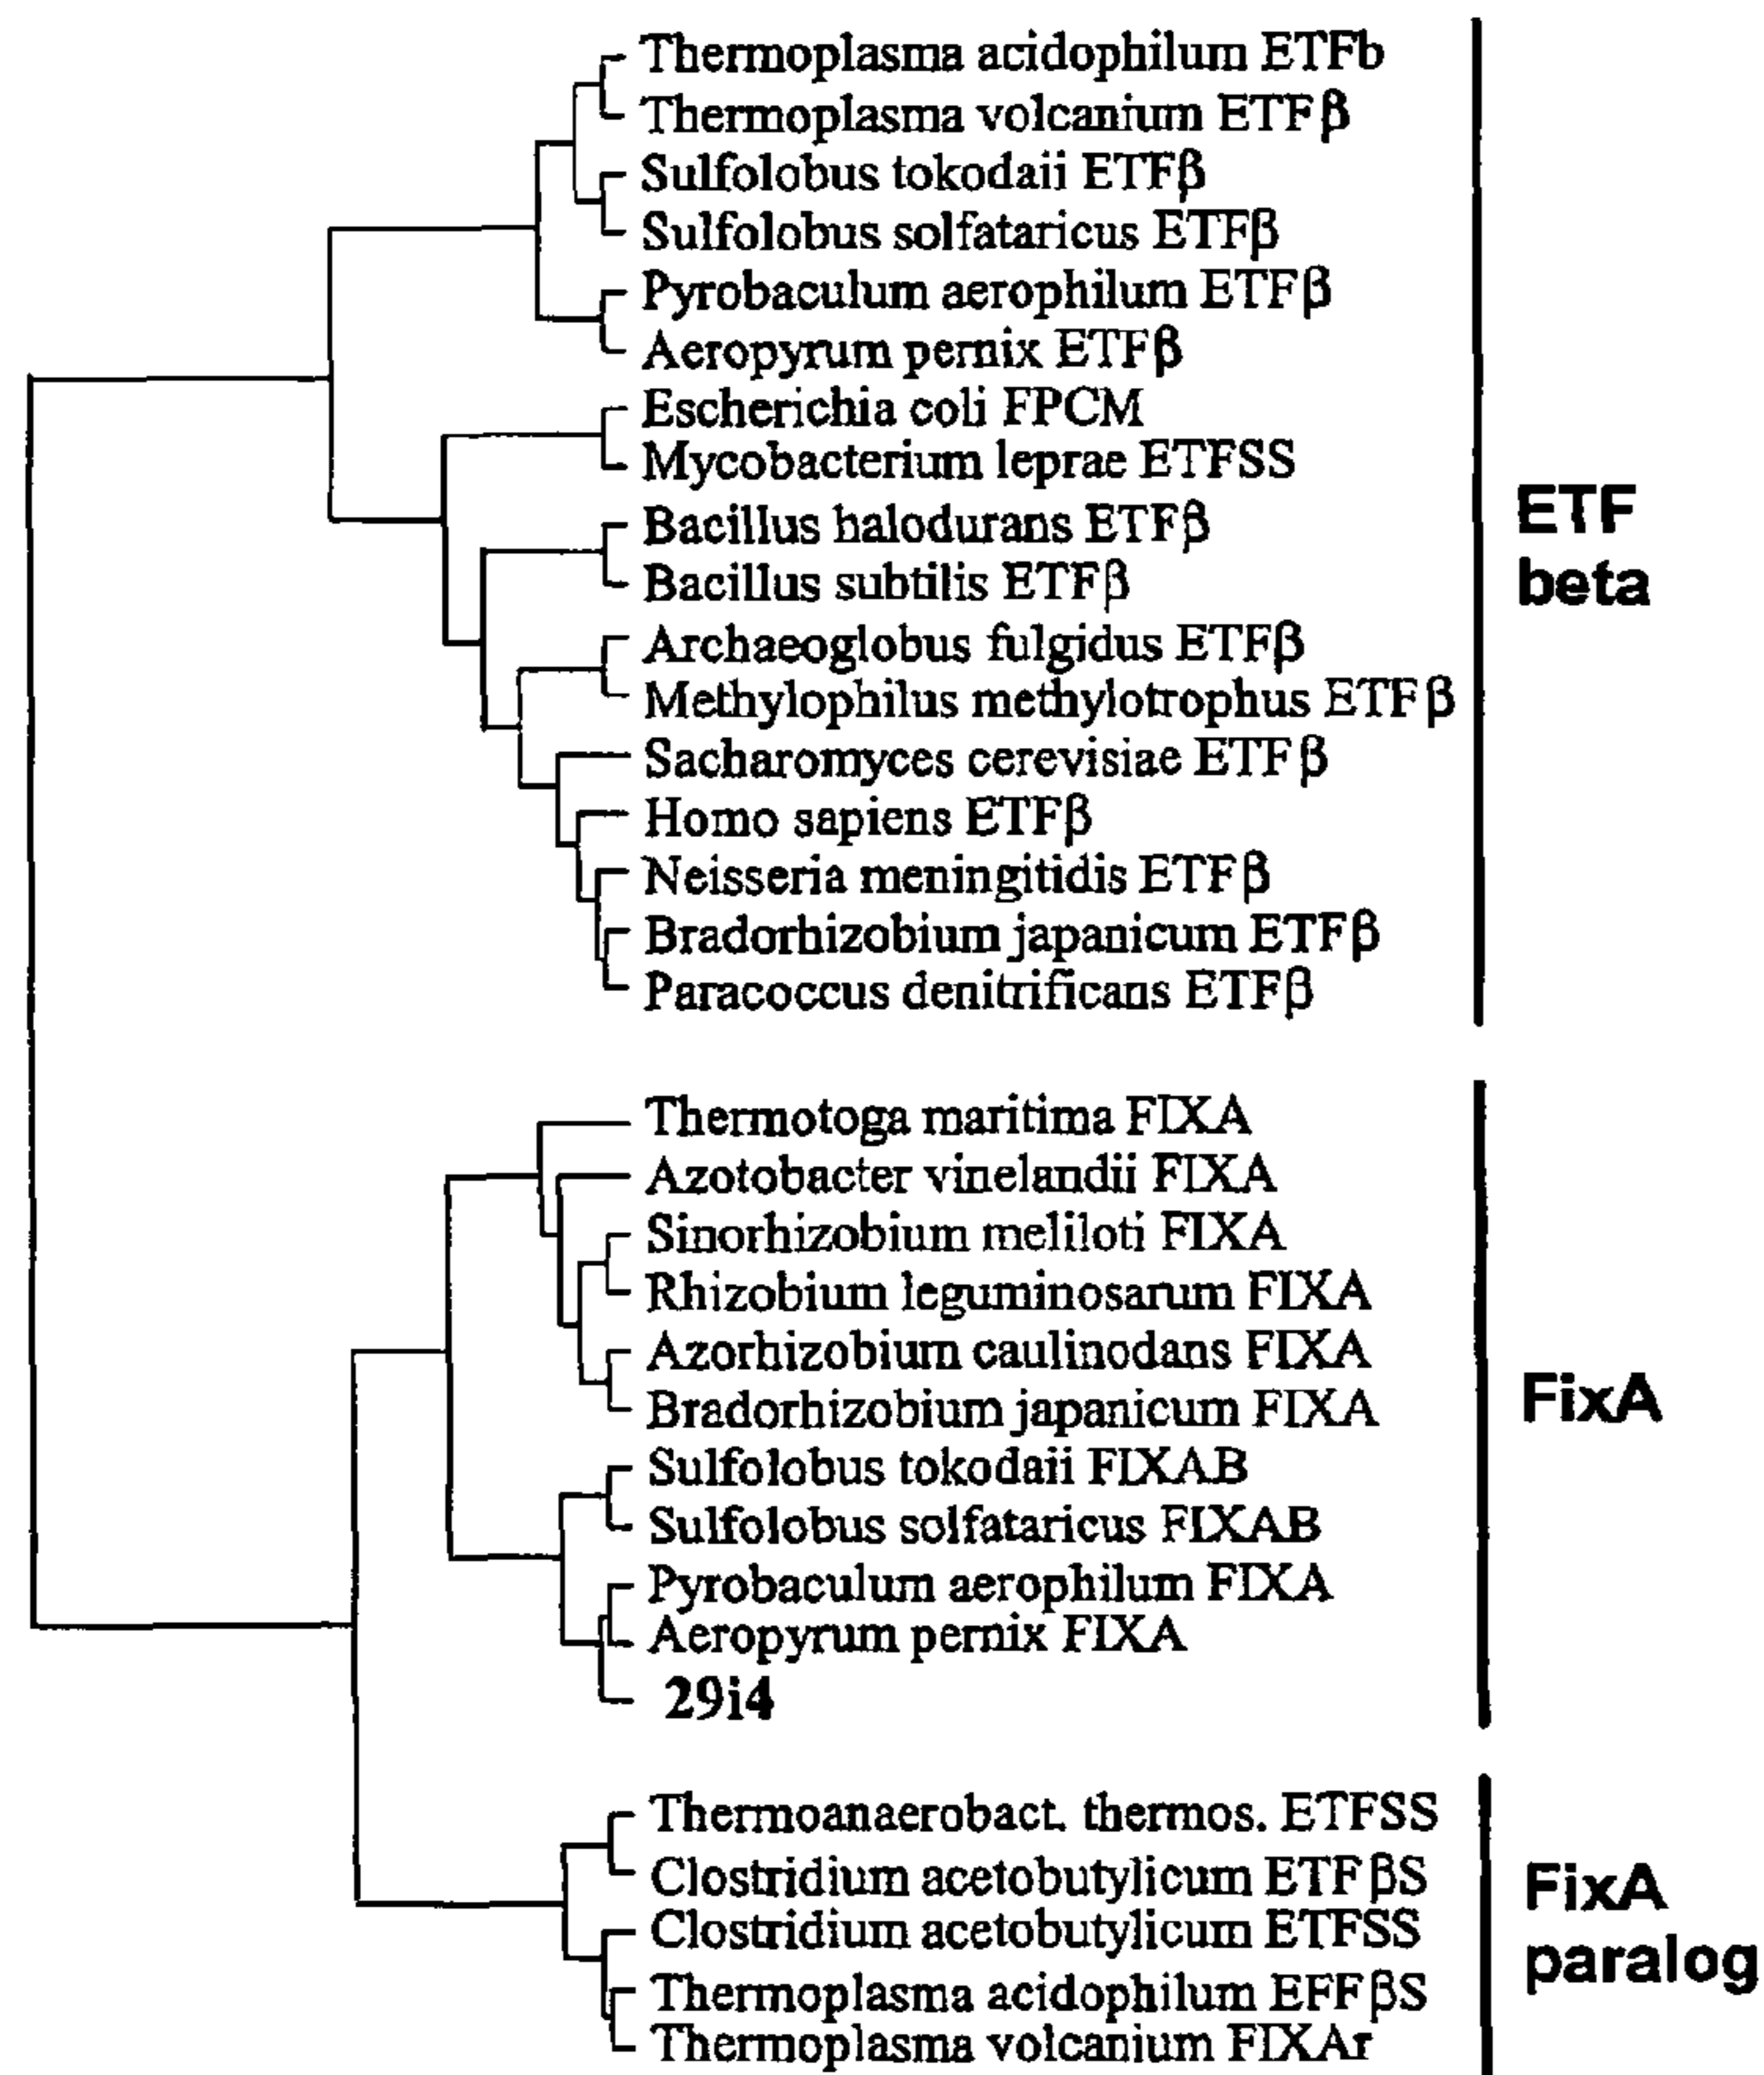 Thermoplasma acidophilum ETFb
Thermoplasma volcanium ETFβ
Sulfolobus tokodaii ETFβ
Sulfolobus solfataricus ETFβ
Pyrobaculum aerophilum ETFβ
Aeropyrum pernix ETFβ
Escherichia coli FPCM
Mycobacterium leprae ETFSS
Bacillus halodurans ETFβ
Bacillus subtilis ETFβ
Archaeoglobus fulgidus ETFβ
Methylophilus methylotrophus ETFβ
Sacharomyces cerevisiae ETFβ
Homo sapiens ETFβ
Neisseria meningitidis ETFβ
Bradorhizobium japanicum ETFβ
Paracoccus denitrificans ETFβ
ETF
beta
Thermotoga maritima FIXA
Azotobacter vinelandii FIXA
Sinorhizobium meliloti FIXA
Rhizobium leguminosarum FIXA
Azorhizobium caulinodans FIXA
Bradorhizobium japanicum FIXA
Sulfolobus tokodaii FIXAB
Sulfolobus solfataricus FIXAB
Pyrobaculum aerophilum FIXA
Aeropyrum pernix FIXA
29i4
FixA
Thermoanaerobact. thermos. ETFSS
Clostridium acetobutylicum ETFβS
Clostridium acetobutylicum ETFSS
Thermoplasma acidophilum EFFβS
Thermoplasma volcanium FIXAr
FixA
paralog